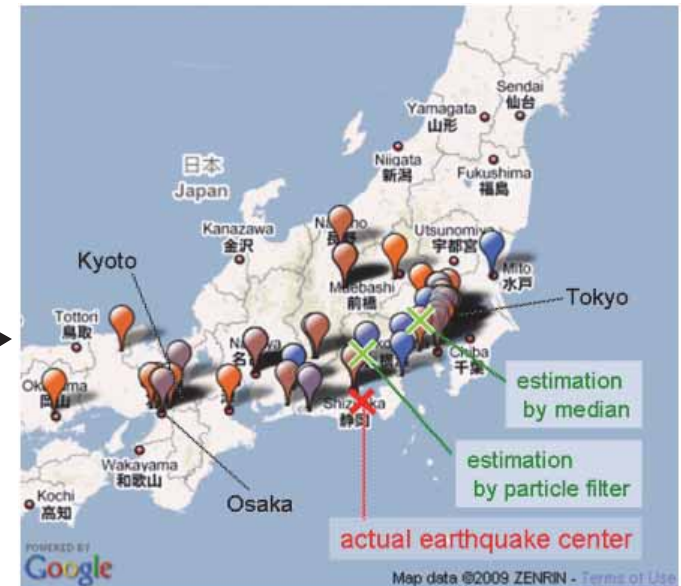 Sendai
仙台
Yamagata
山形
Niigata
新潟
Fukushima
福島
日本
Japan
Kanazawa
金沢
Utsunomiya
宇都宮
Kyoto
Mito
水戸
Maebashi
前橋
Tokyo
Tottori
鳥取
Chiba
千葉
estimation
by median
静岡
Wakayama
和歌山
estimation
by particle filter
Kochi
高知
Osaka
actual earthquake center
POWERED BY
Google
Map data ©2009 ZENRIN - Terms of Use